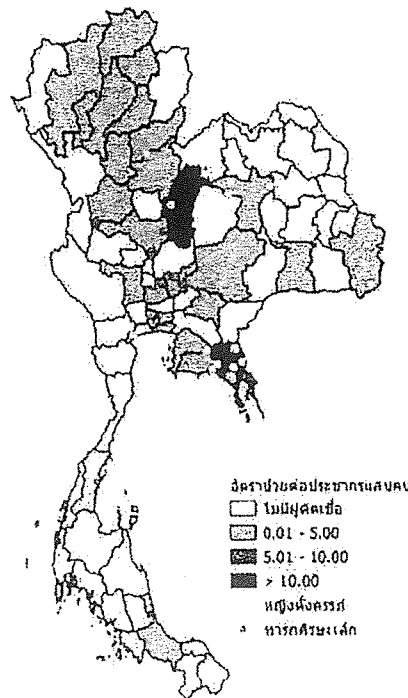 อัตราป่วยต่อประชากรแสนคน
ไม่มีผู้ติดเชื้อ
0.01 - 5.00
5.01 - 10.00
> 10.00
หญิงตั้งครรภ์
ทารกศีรษะเล็ก